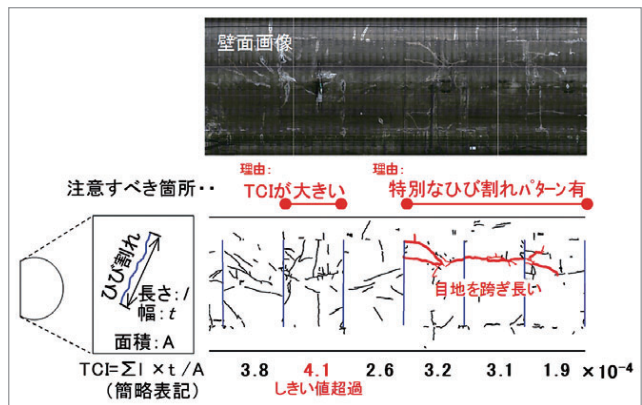 壁面画像
理由:
理由:
注意すべき箇所‥
TCIが大きい
特別なひび割れパターン有
ひび割れ
長さ:l
幅:t
面積:A
目地を跨ぎ長い
TCI=Σl×t/A
(簡略表記)
3.8 4.1 2.6 3.2 3.1 1.9 ×10⁻⁴
しきい値超過